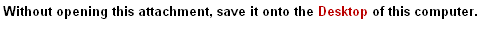 Without opening this attachment, save it onto the Desktop of this computer.